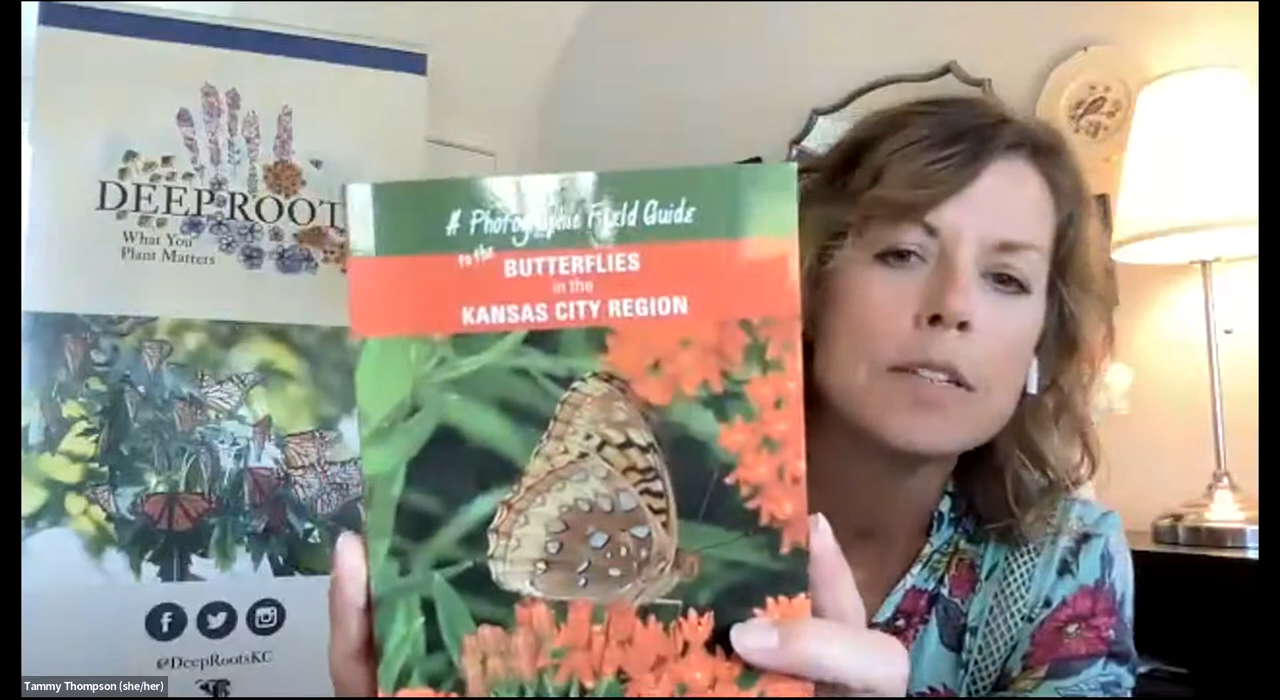 DEEP ROOT
What You
Plant Matters
@DeepRootsKC
A Photographic Field Guide
to the
BUTTERFLIES
in the
KANSAS CITY REGION
Tammy Thompson (she/her)